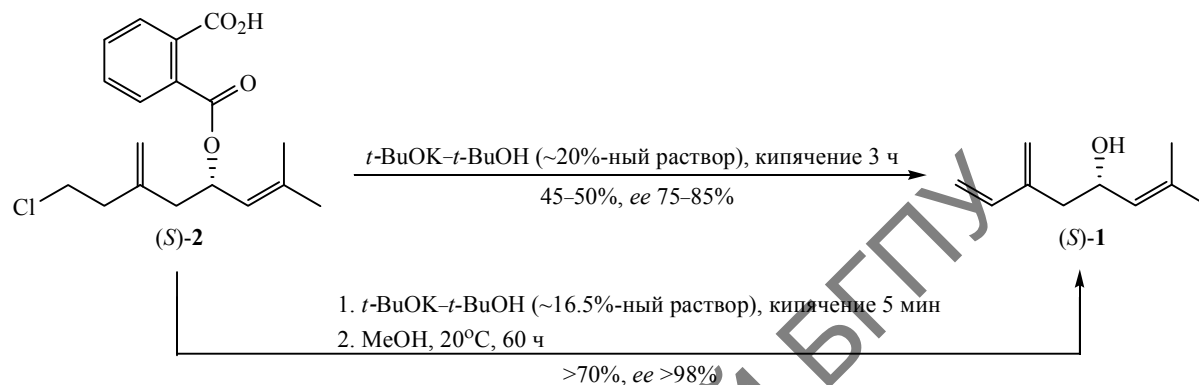 CO₂H
O
O
Cl
(S)-2
t-BuOK–t-BuOH (~20%-ный раствор), кипячение 3 ч
45–50%, ee 75–85%
OH
(S)-1
1. t-BuOK–t-BuOH (~16.5%-ный раствор), кипячение 5 мин
2. MeOH, 20°C, 60 ч
>70%, ee >98%
БГПУ